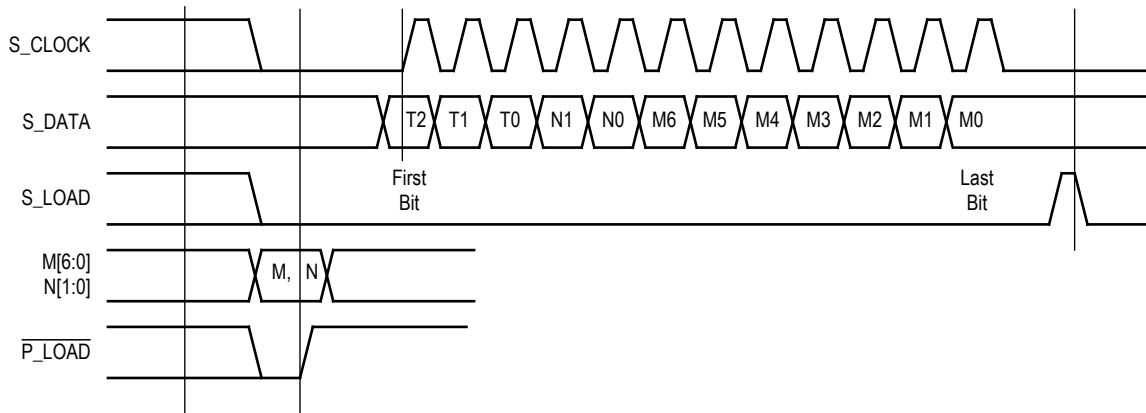 S_CLOCK
S_DATA
T2 T1 T0 N1 N0 M6 M5 M4 M3 M2 M1 M0
S_LOAD
First
Bit
Last
Bit
M[6:0]
N[1:0]
M, N
P_LOAD